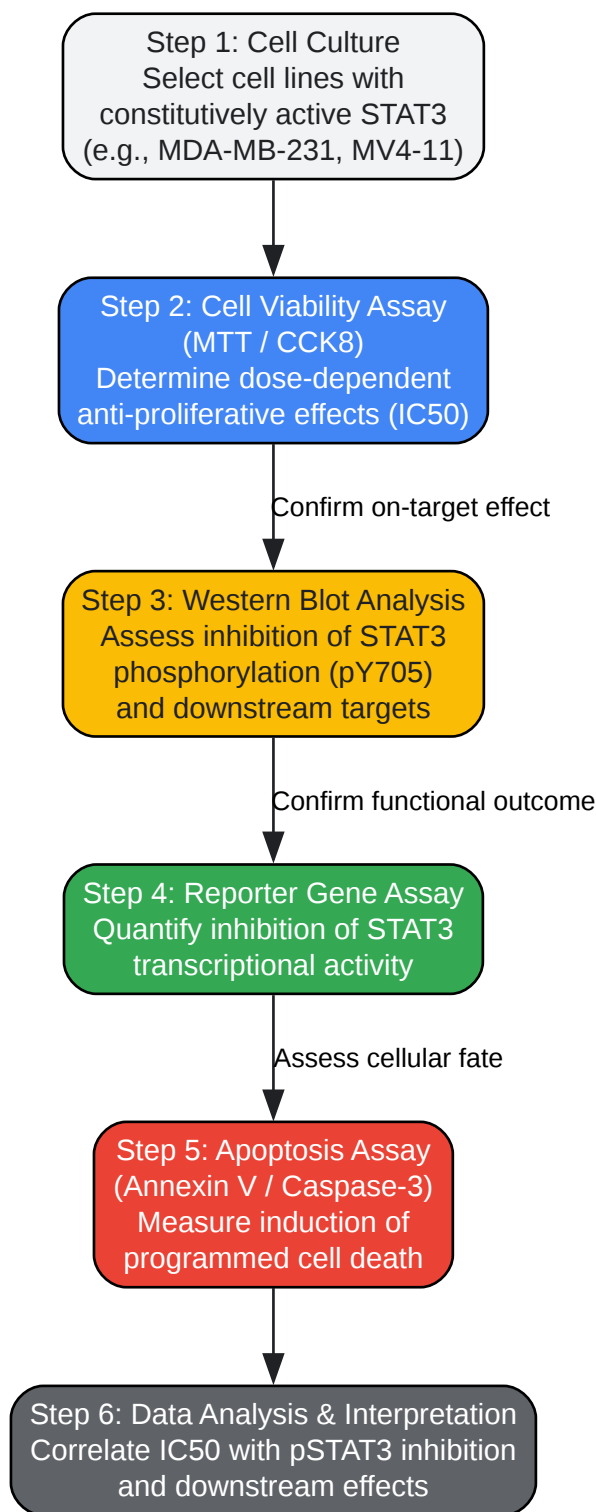 Step 1: Cell Culture
Select cell lines with
constitutively active STAT3
(e.g., MDA-MB-231, MV4-11)
Step 2: Cell Viability Assay
(MTT / CCK8)
Determine dose-dependent
anti-proliferative effects (IC50)
Confirm on-target effect
Step 3: Western Blot Analysis
Assess inhibition of STAT3
phosphorylation (pY705)
and downstream targets
Confirm functional outcome
Step 4: Reporter Gene Assay
Quantify inhibition of STAT3
transcriptional activity
Assess cellular fate
Step 5: Apoptosis Assay
(Annexin V / Caspase-3)
Measure induction of
programmed cell death
Step 6: Data Analysis & Interpretation
Correlate IC50 with pSTAT3 inhibition
and downstream effects